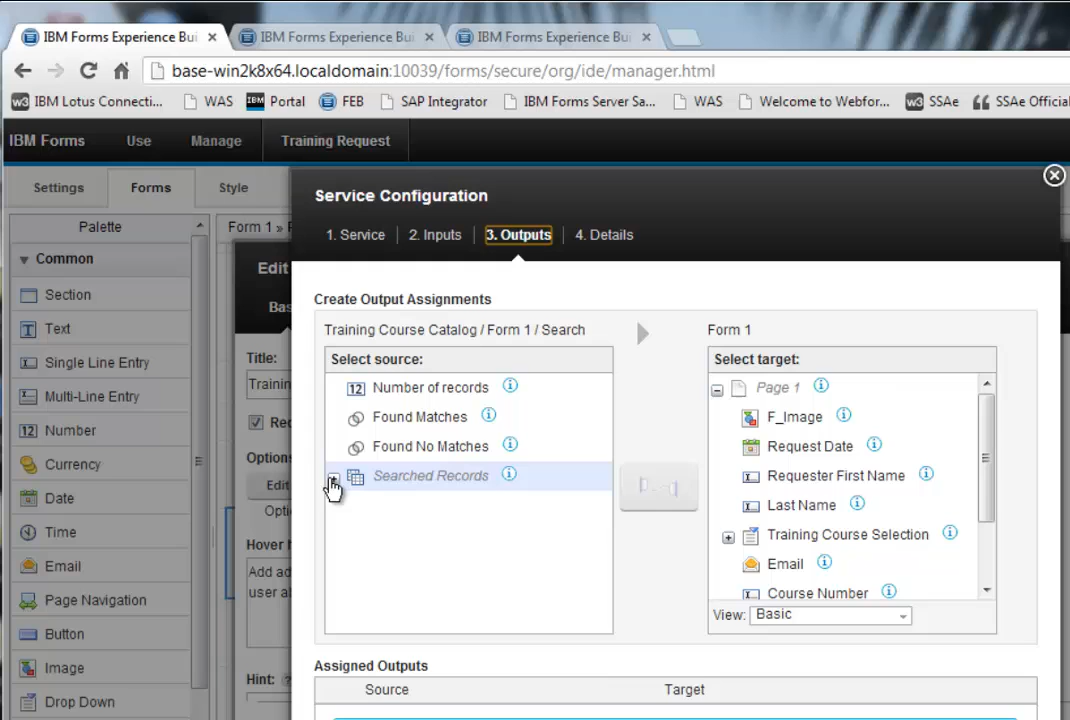 IBM Forms Experience Bui
IBM Forms Experience Bui
IBM Forms Experience Bui
base-win2k8x64.localdomain:10039/forms/secure/org/ide/manager.html
w3 IBM Lotus Connecti...
WAS
IBM Portal
FEB
SAP Integrator
IBM Forms Server Sa...
WAS
Welcome to Webfor...
w3 SSAe
SSAe Official
IBM Forms
Use
Manage
Training Request
Settings
Forms
Style
Service Configuration
1. Service
2. Inputs
3. Outputs
4. Details
Palette
Form 1 »
Common
Section
Text
Single Line Entry
Multi-Line Entry
12 Number
Currency
Date
Time
Email
Page Navigation
Button
Image
Drop Down
Edit
Bas
Title:
Trainin
Options
Edit
Opti
Hover h
Add ad
user al
Hint:
Create Output Assignments
Training Course Catalog / Form 1 / Search
Form 1
Select source:
12 Number of records
Found Matches
Found No Matches
Searched Records
Select target:
Page 1
F_Image
Request Date
Requester First Name
Last Name
Training Course Selection
Email
Course Number
View: Basic
Assigned Outputs
Source
Target